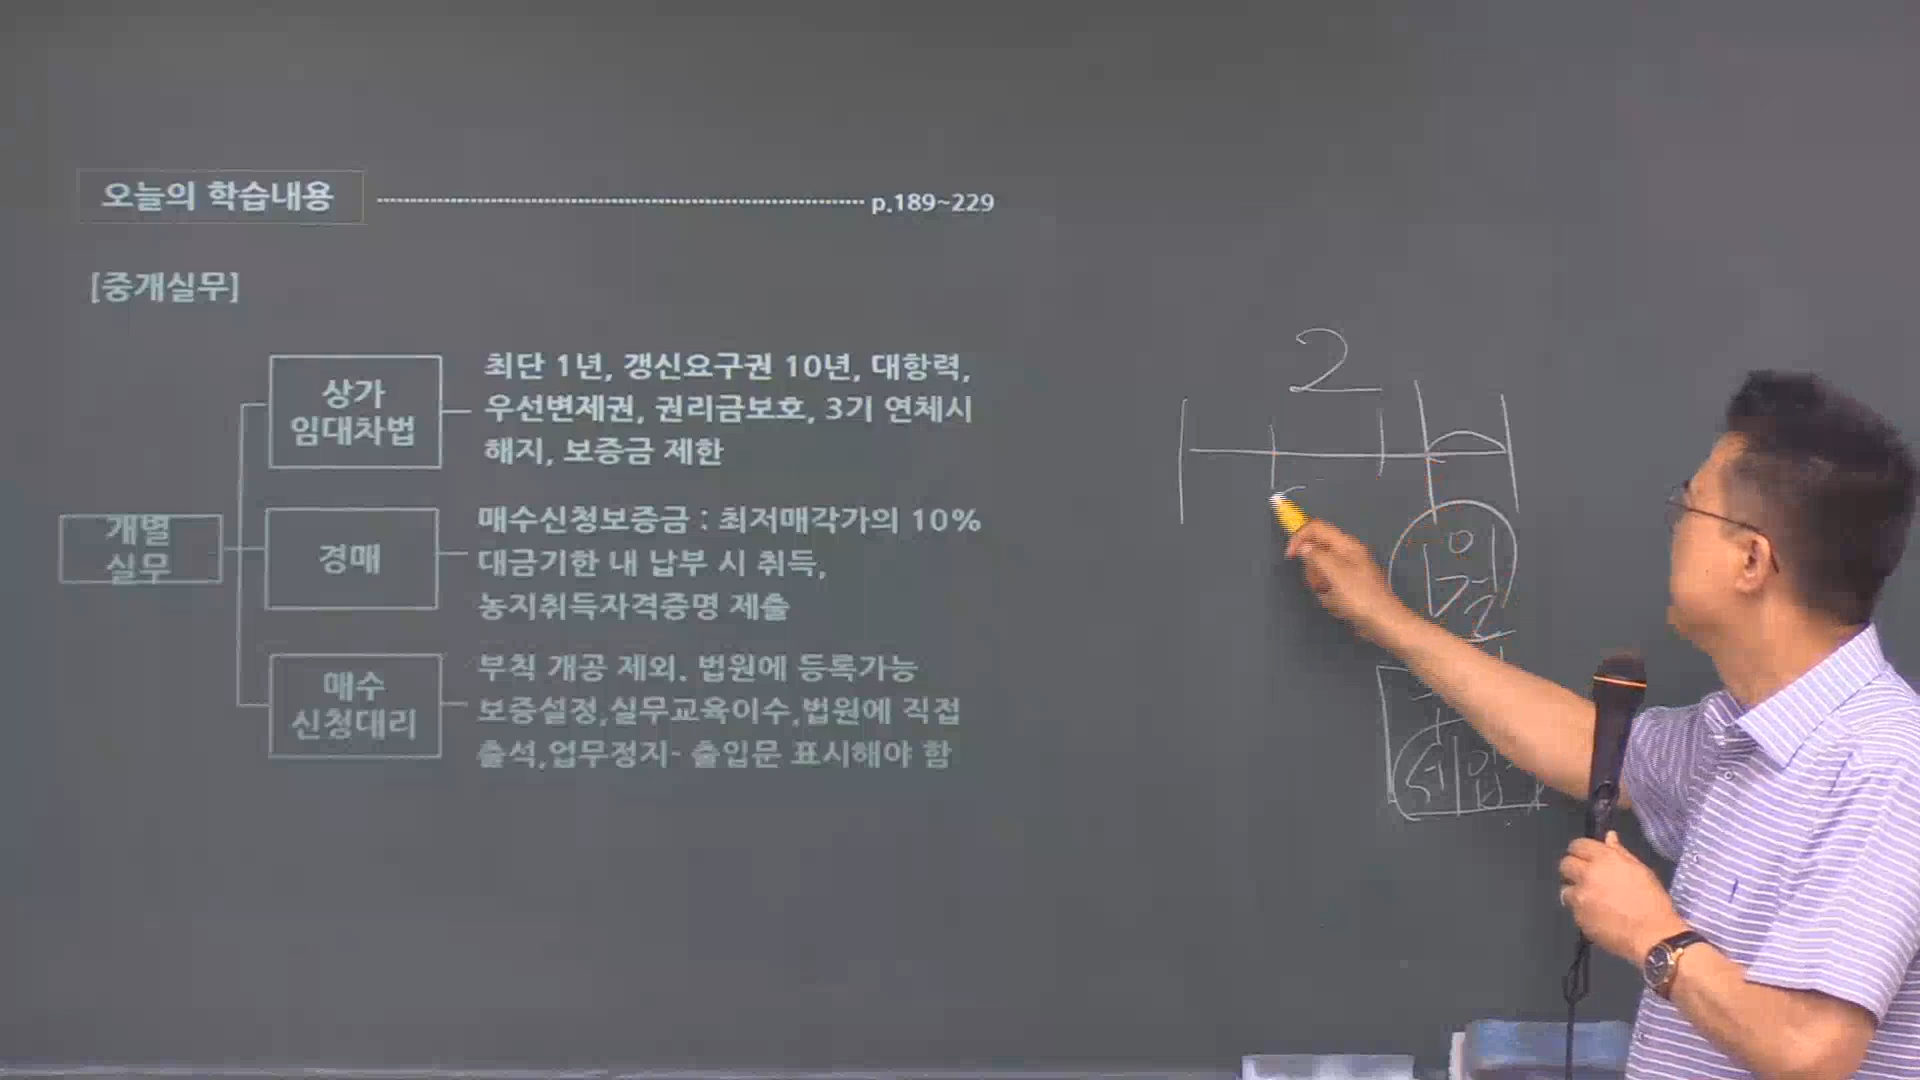 오늘의 학습내용 p.189~229
[중개실무]
개별
실무
상가
임대차법
최단 1년, 갱신요구권 10년, 대항력,
우선변제권, 권리금보호, 3기 연체시
해지, 보증금 제한
경매
매수신청보증금 : 최저매각가의 10%
대금기한 내 납부 시 취득,
농지취득자격증명 제출
매수
신청대리
부칙 개공 제외. 법원에 등록가능
보증설정,실무교육이수,법원에 직접
출석,업무정지- 출입문 표시해야 함
2